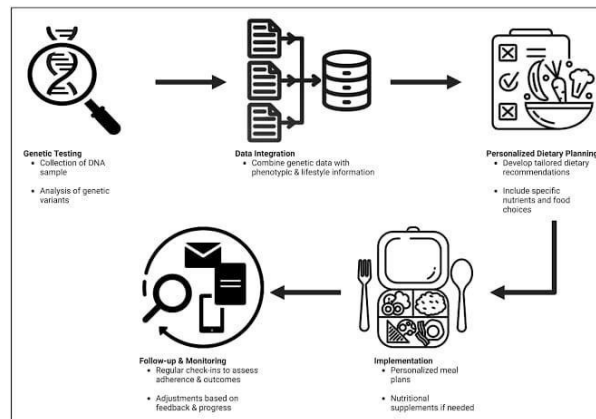 Genetic Testing
• Collection of DNA
sample
• Analysis of genetic
variants
Data Integration
• Combine genetic data with
phenotypic & lifestyle information
Personalized Dietary Planning
• Develop tailored dietary
recommendations
• Include specific
nutrients and food
choices
Follow-up & Monitoring
• Regular check-ins to assess
adherence & outcomes
• Adjustments based on
feedback & progress
Implementation
• Personalized meal
plans
• Nutritional
supplements if needed